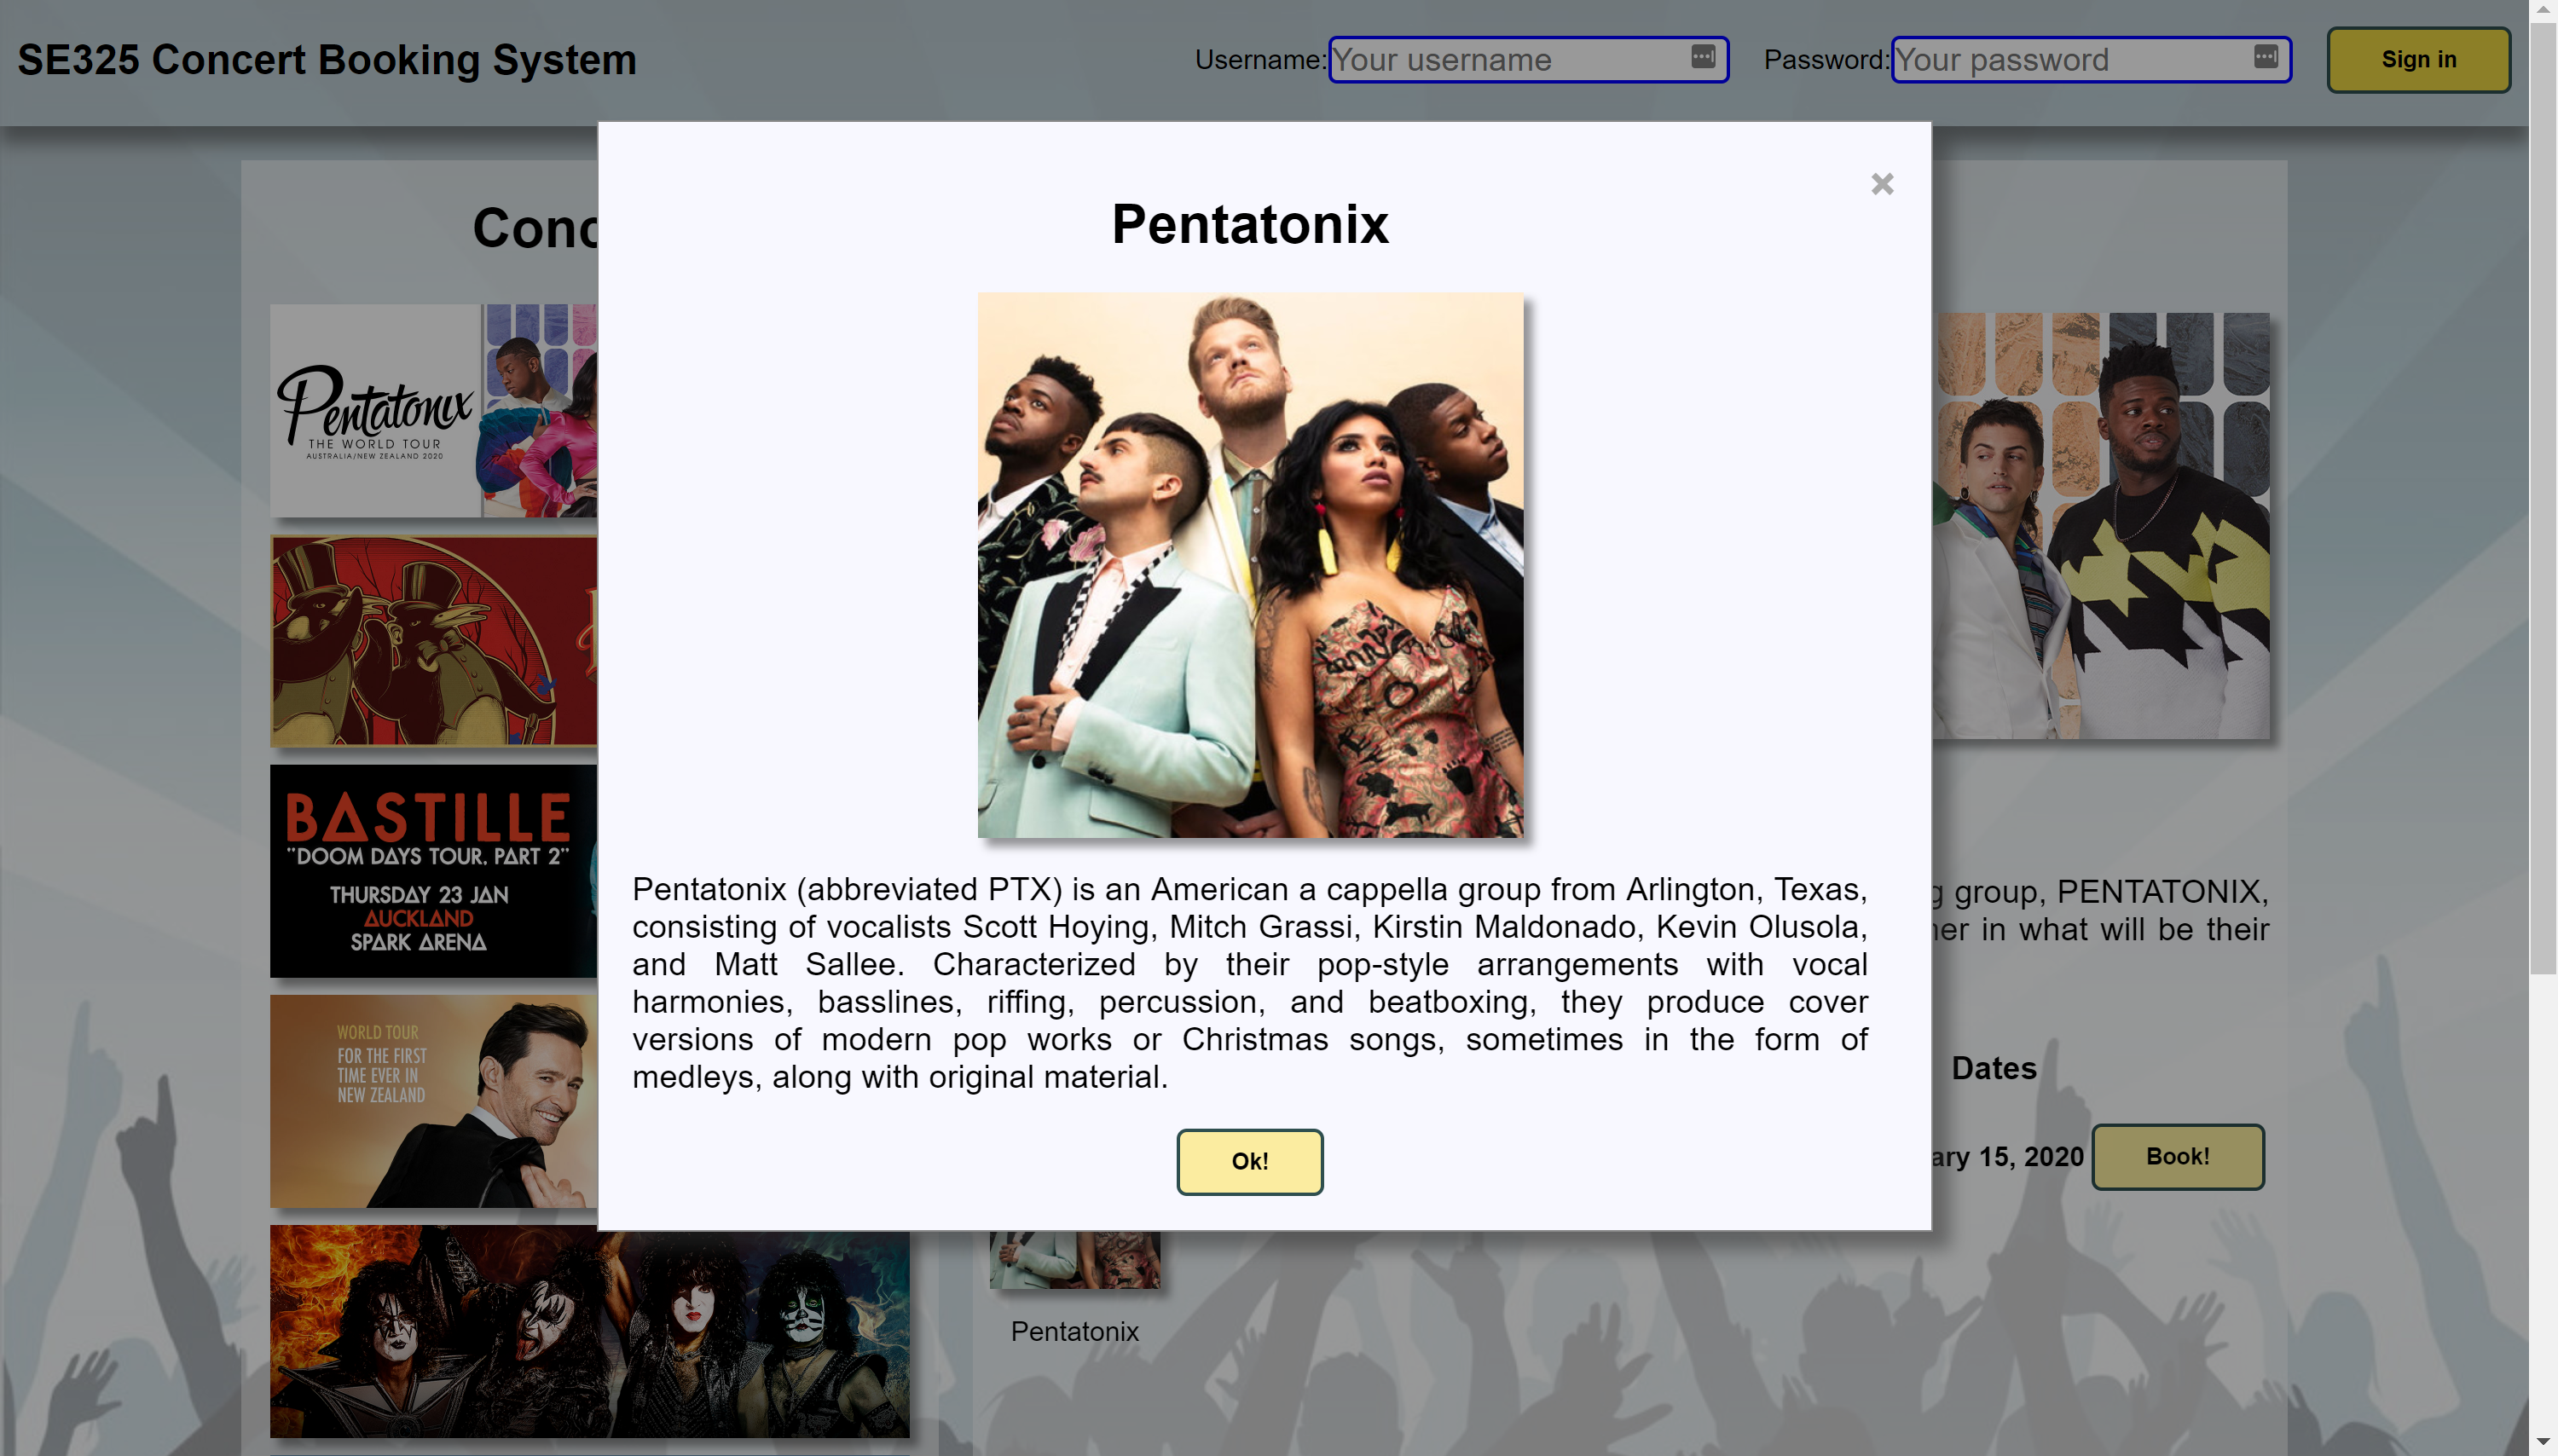 SE325 Concert Booking System
Username:
Your username
Password:
Your password
Sign in
×
Pentatonix
Pentatonix (abbreviated PTX) is an American a cappella group from Arlington, Texas,
consisting of vocalists Scott Hoying, Mitch Grassi, Kirstin Maldonado, Kevin Olusola,
and Matt Sallee. Characterized by their pop-style arrangements with vocal
harmonies, basslines, riffing, percussion, and beatboxing, they produce cover
versions of modern pop works or Christmas songs, sometimes in the form of
medleys, along with original material.
Ok!
Pentatonix
THE WORLD TOUR
AUSTRALIA/NEW ZEALAND 2020
BASTILLE
"DOOM DAYS TOUR. PART 2"
THURSDAY 23 JAN
AUCKLAND
SPARK ARENA
WORLD TOUR
FOR THE FIRST
TIME EVER IN
NEW ZEALAND
group, PENTATONIX,
in what will be their
Dates
15, 2020
Book!
Pentatonix